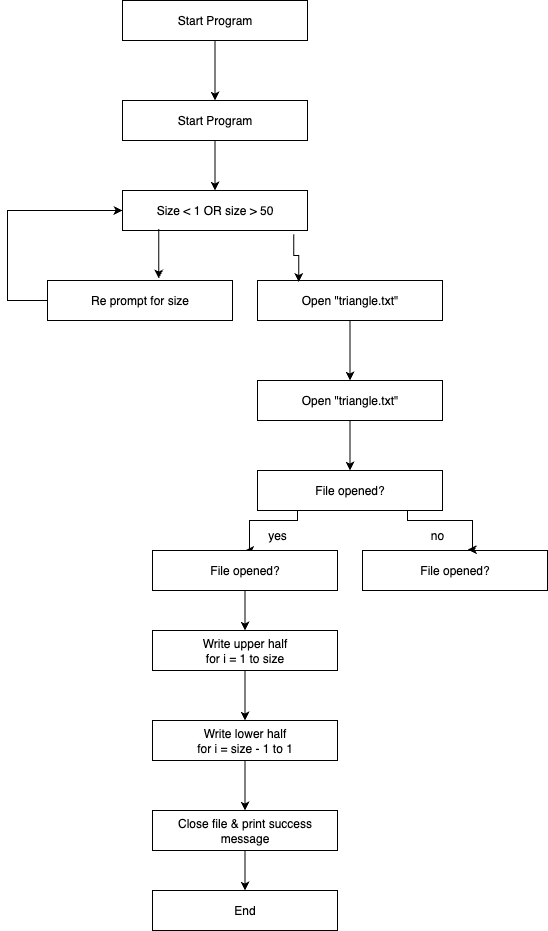 Start Program
Start Program
Size < 1 OR size > 50
Re prompt for size
Open "triangle.txt"
Open "triangle.txt"
File opened?
yes
no
File opened?
File opened?
Write upper half
for i = 1 to size
Write lower half
for i = size - 1 to 1
Close file & print success
message
End